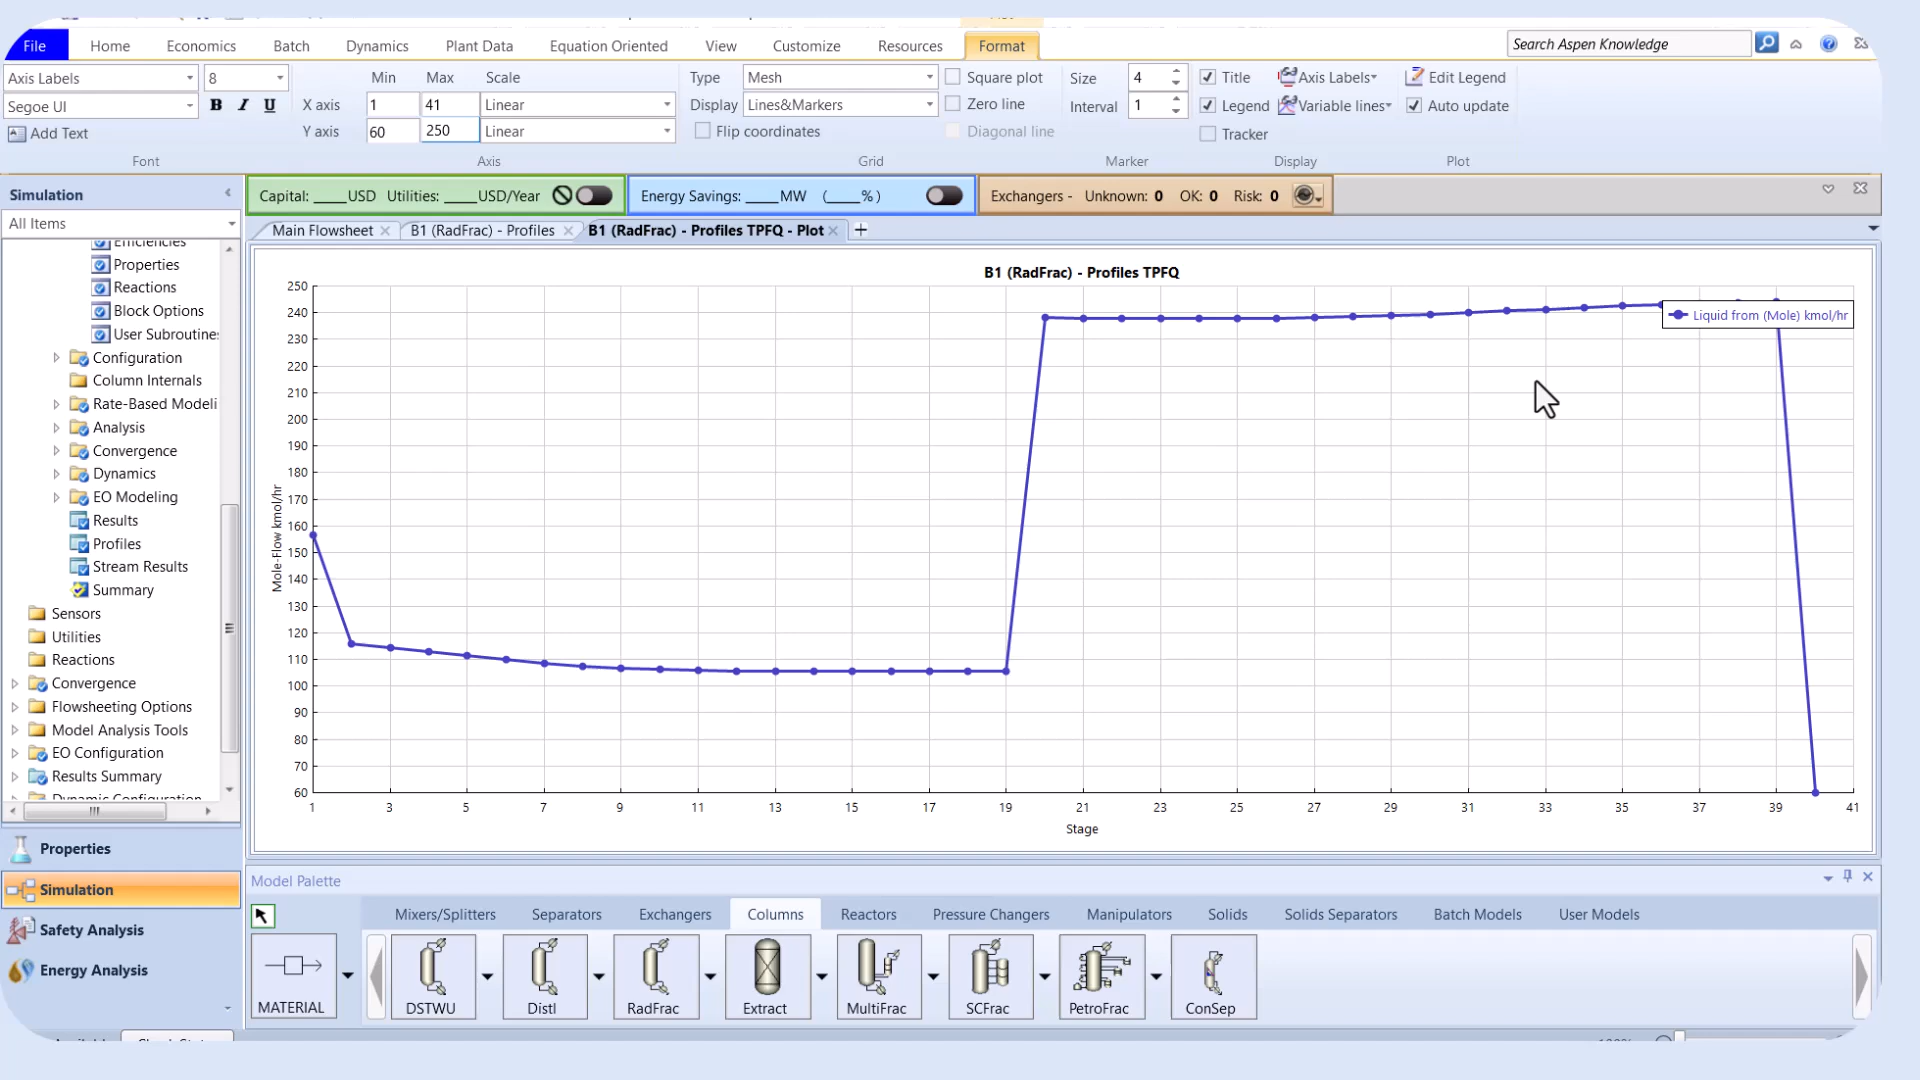 File Home Economics Batch Dynamics Plant Data Equation Oriented View Customize Resources Format Search Aspen Knowledge
Axis Labels 8 Min Max Scale Type Mesh Square plot Size 4 Title Axis Labels Edit Legend
Segoe UI B I U X axis 1 41 Linear Display Lines&Markers Zero line Interval 1 Legend Variable lines Auto update
Add Text Y axis 60 250 Linear Flip coordinates Diagonal line Tracker
Font Axis Grid Marker Display Plot
Simulation
All Items
Efficiencies
Properties
Reactions
Block Options
User Subroutines
Configuration
Column Internals
Rate-Based Modeli
Analysis
Convergence
Dynamics
EO Modeling
Results
Profiles
Stream Results
Summary
Sensors
Utilities
Reactions
Convergence
Flowsheeting Options
Model Analysis Tools
EO Configuration
Results Summary
Dynamic Configuration
Properties
Simulation
Safety Analysis
Energy Analysis
Capital: ____USD Utilities: ____USD/Year
Energy Savings: ____MW (____%)
Exchangers - Unknown: 0 OK: 0 Risk: 0
Main Flowsheet B1 (RadFrac) - Profiles B1 (RadFrac) - Profiles TPFQ - Plot +
B1 (RadFrac) - Profiles TPFQ
Liquid from (Mole) kmol/hr
Mole-Flow kmol/hr
250
240
230
220
210
200
190
180
170
160
150
140
130
120
110
100
90
80
70
60
1 3 5 7 9 11 13 15 17 19 21 23 25 27 29 31 33 35 37 39 41
Stage
Model Palette
Mixers/Splitters Separators Exchangers Columns Reactors Pressure Changers Manipulators Solids Solids Separators Batch Models User Models
MATERIAL DSTWU Distl RadFrac Extract MultiFrac SCFrac PetroFrac ConSep